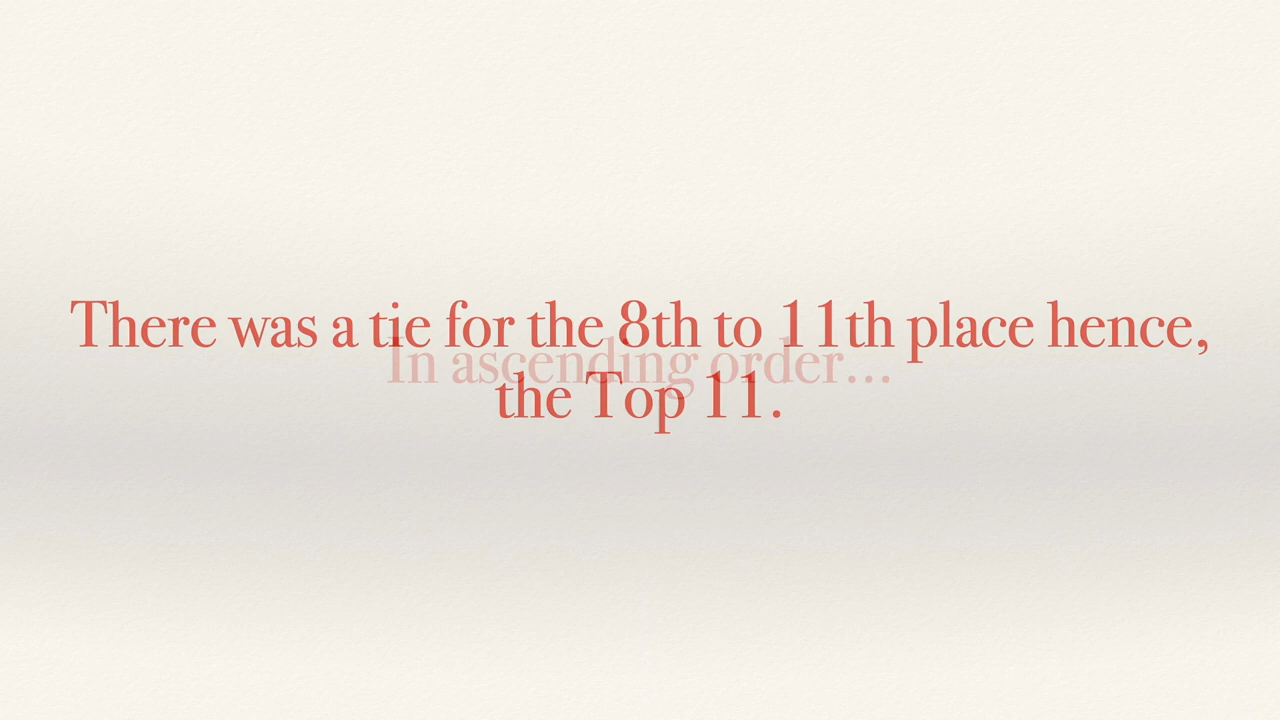 There was a tie for the 8th to 11th place hence,
In ascending order...
the Top 11.